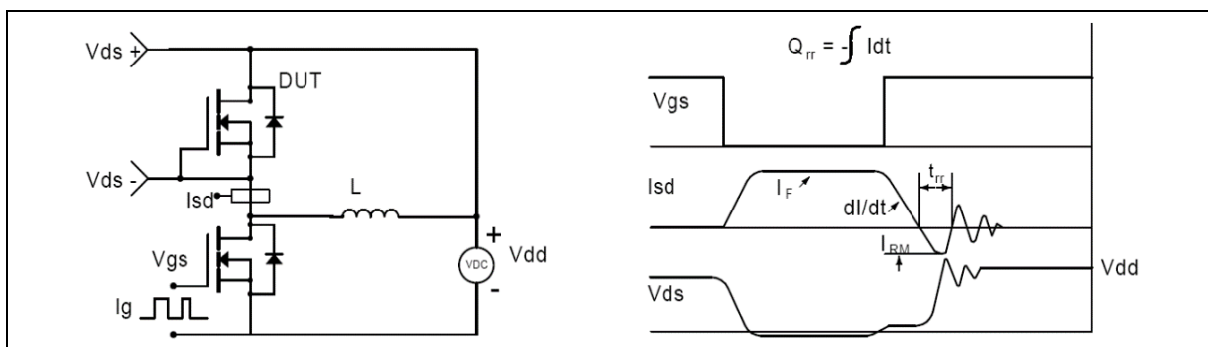 Vds +
DUT
Vds -
Isd
L
Vgs
+
VDC
Vdd
-
Ig
Q rr = -∫ Idt
Vgs
t rr
Isd
I F
dI/dt
I RM
Vdd
Vds